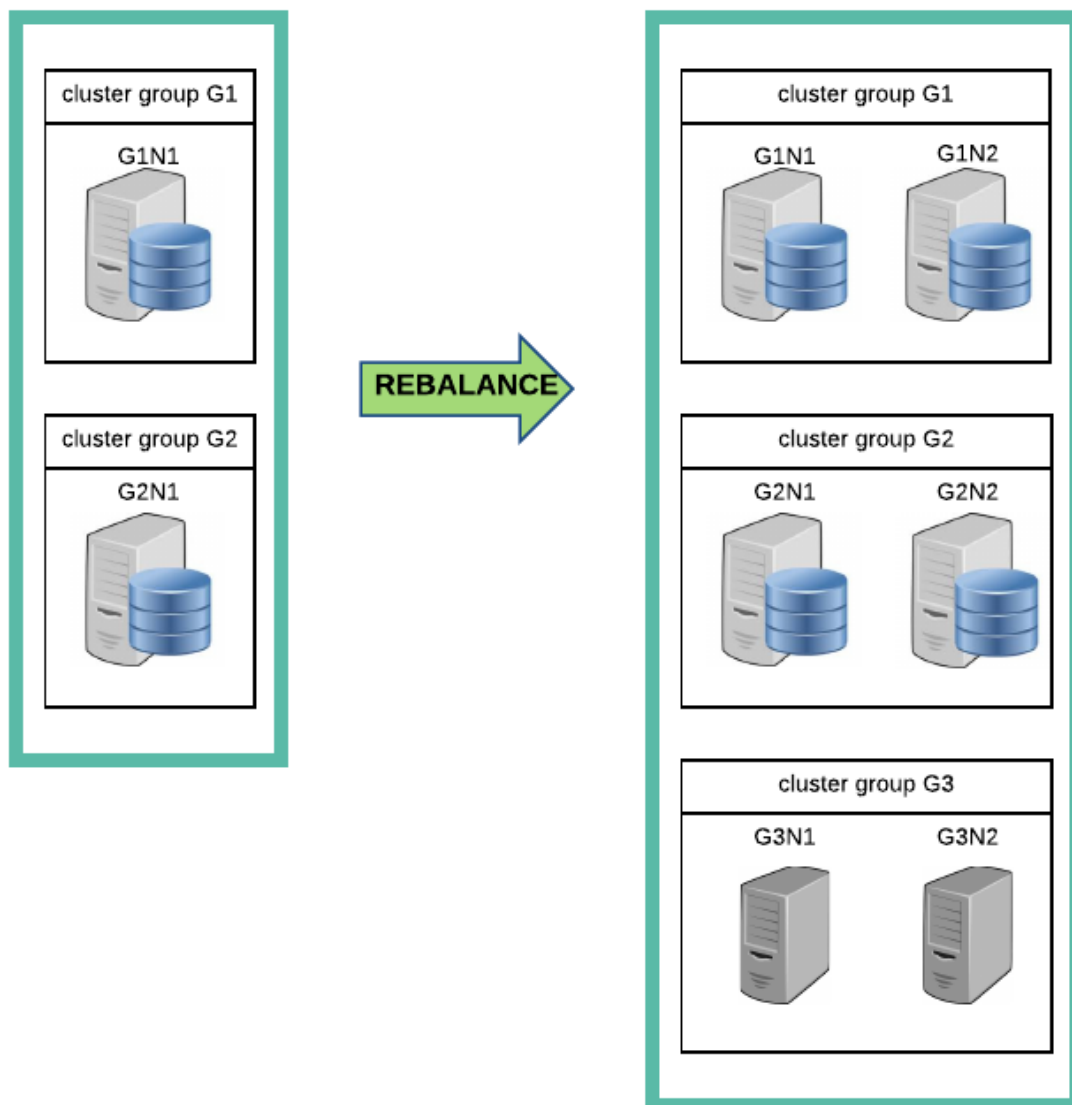 cluster group G1
G1N1
cluster group G2
G2N1
REBALANCE
cluster group G1
G1N1 G1N2
cluster group G2
G2N1 G2N2
cluster group G3
G3N1 G3N2